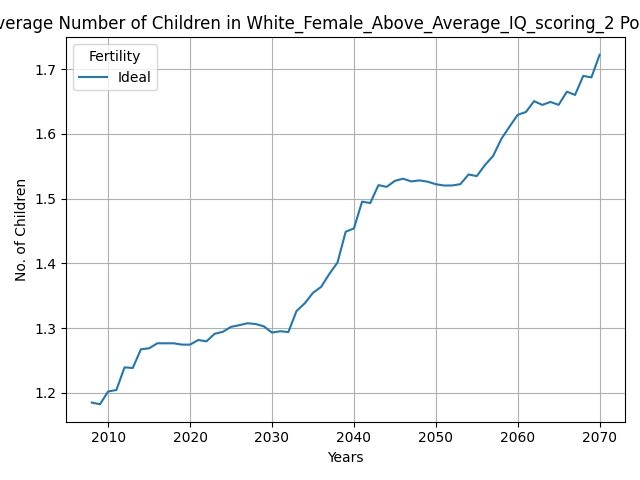 verage Number of Children in White_Female_Above_Average_IQ_scoring_2 Po
Fertility
Ideal
1.7
1.6
1.5
1.4
1.3
1.2
No. of Children
2010 2020 2030 2040 2050 2060 2070
Years